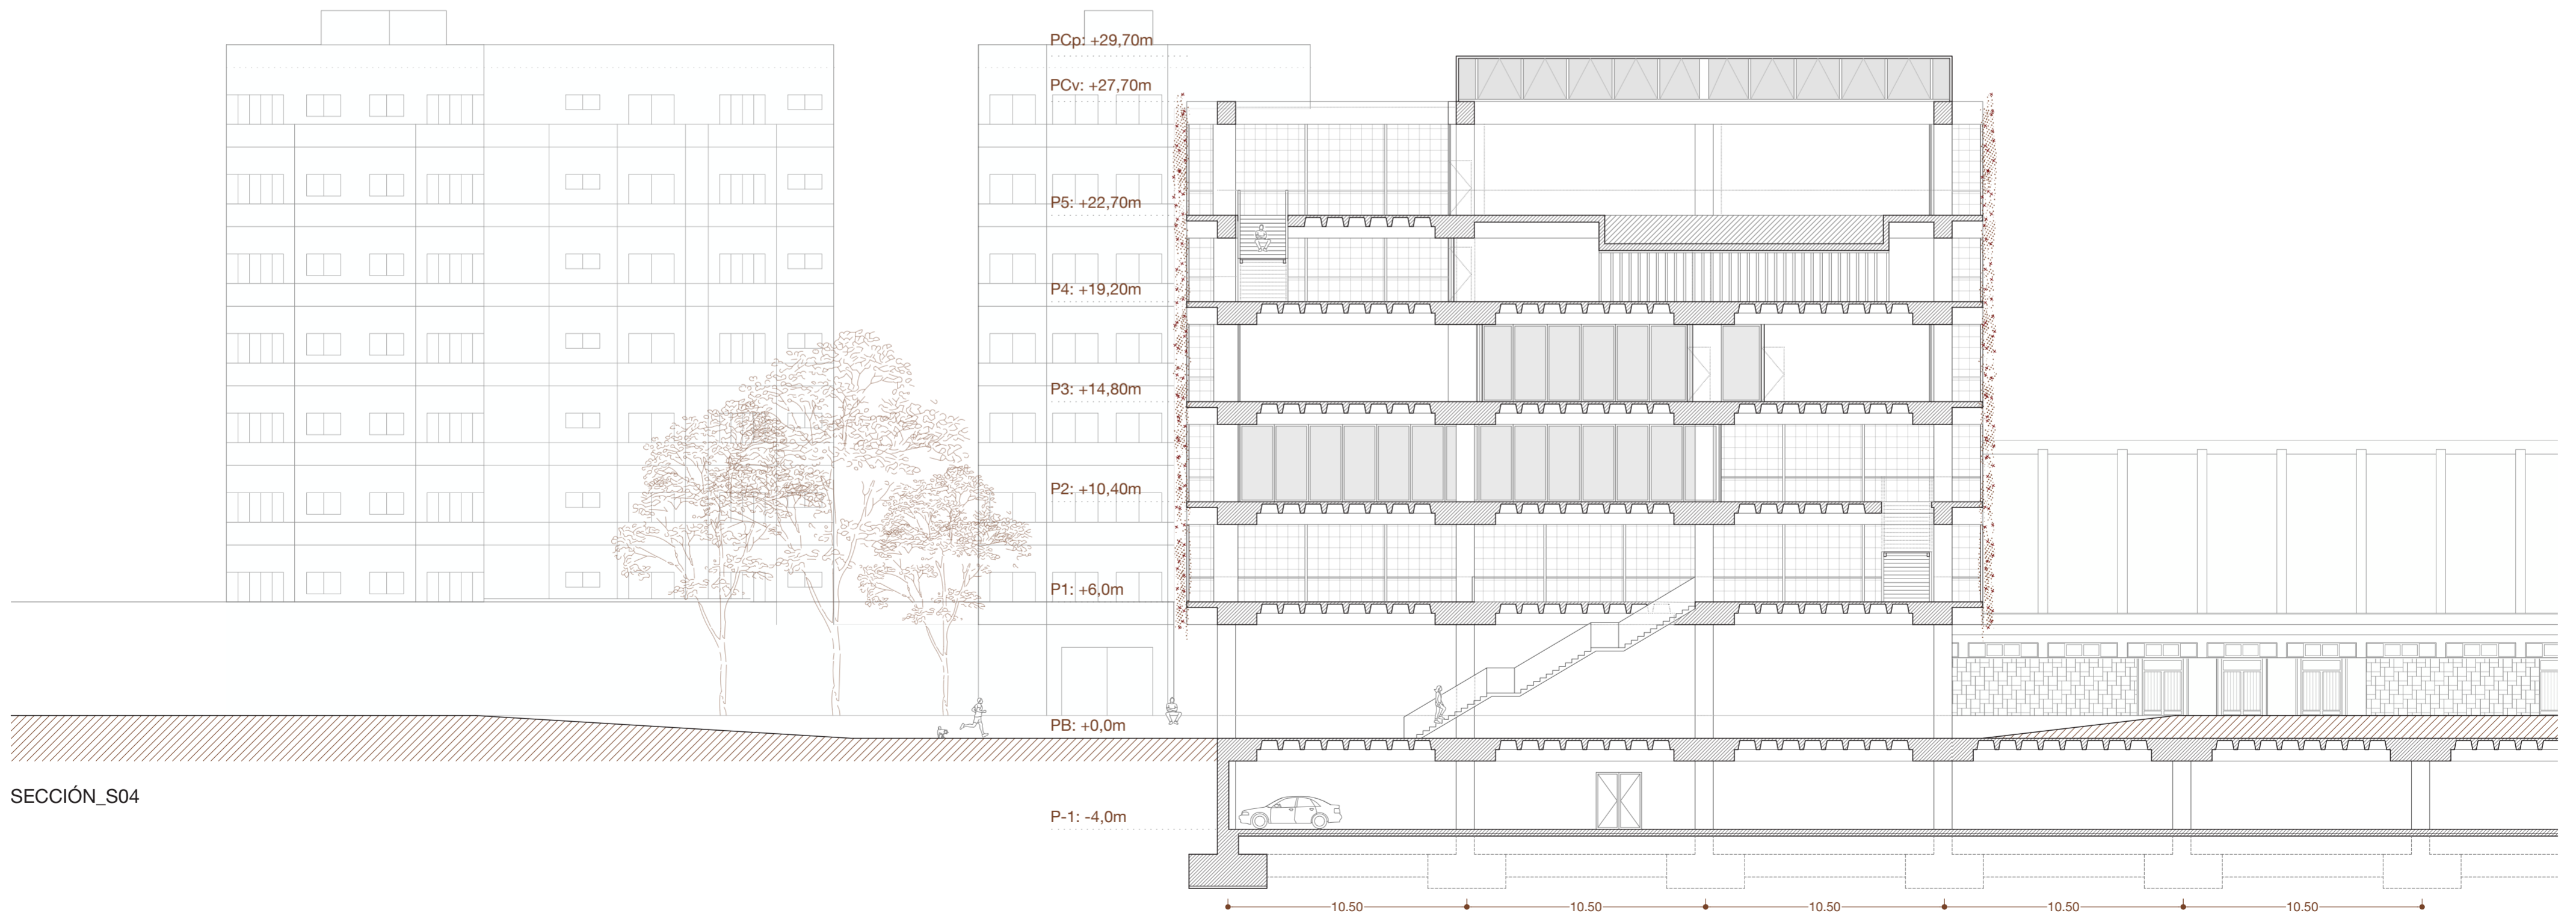 PCp: +29,70m
PCv: +27,70m
P5: +22,70m
P4: +19,20m
P3: +14,80m
P2: +10,40m
P1: +6,0m
PB: +0,0m
SECCIÓN_S04
P-1: -4,0m
10.50 10.50 10.50 10.50 10.50